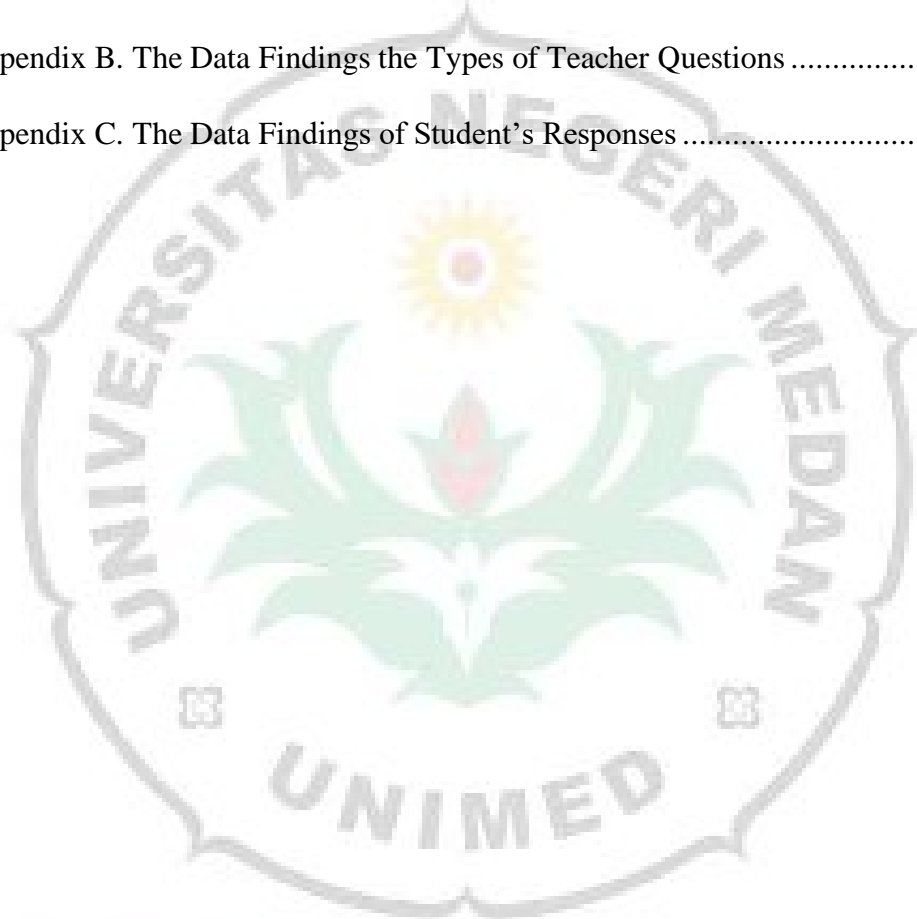 pendix B. The Data Findings the Types of Teacher Questions ..............
pendix C. The Data Findings of Student’s Responses ..........................
UNIVERSITAS NEGERI MEDAN
UNIMED